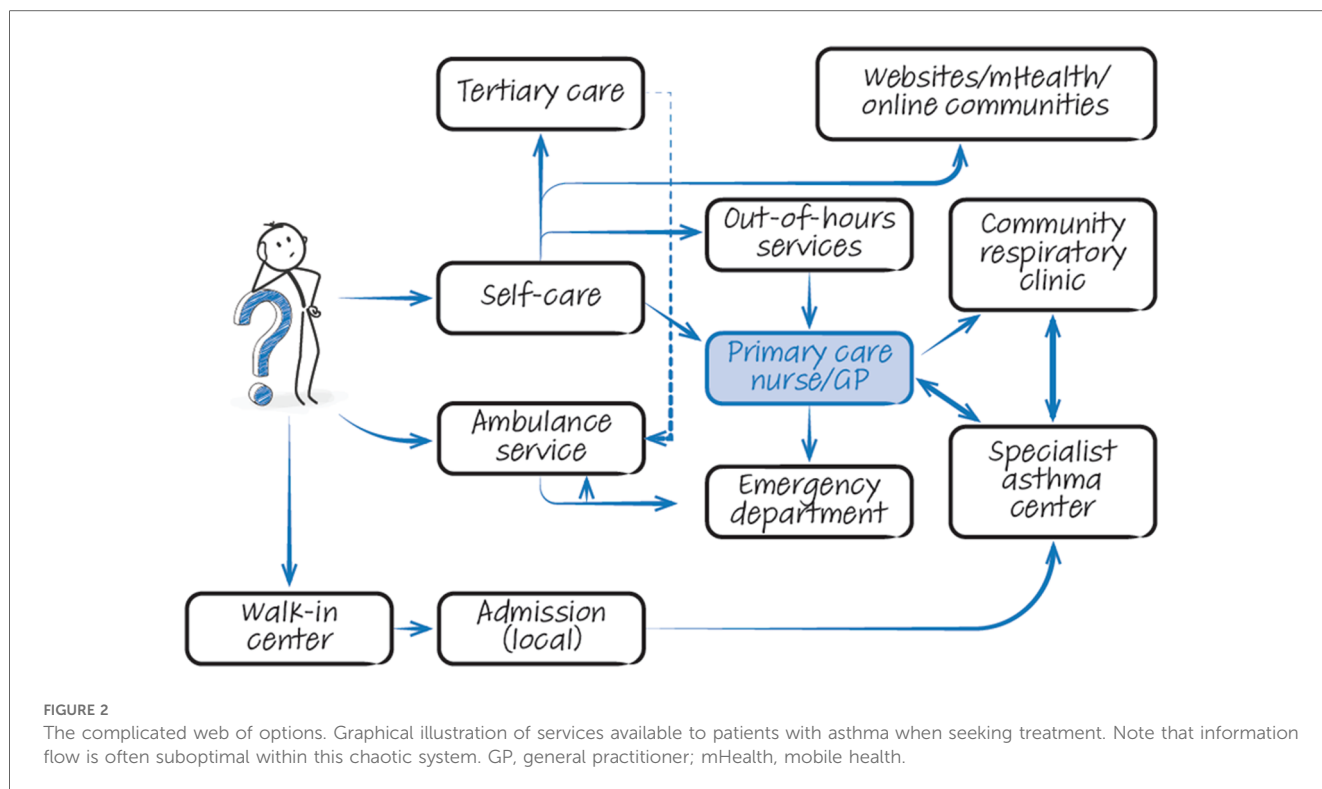 Tertiary care
Websites/mHealth/
online communities
Out-of-hours
services
Community
respiratory
clinic
?
Self-care
Primary care
nurse/GP
Ambulance
service
Emergency
department
Specialist
asthma
center
Walk-in
center
Admission
(local)
FIGURE 2
The complicated web of options. Graphical illustration of services available to patients with asthma when seeking treatment. Note that information
flow is often suboptimal within this chaotic system. GP, general practitioner; mHealth, mobile health.